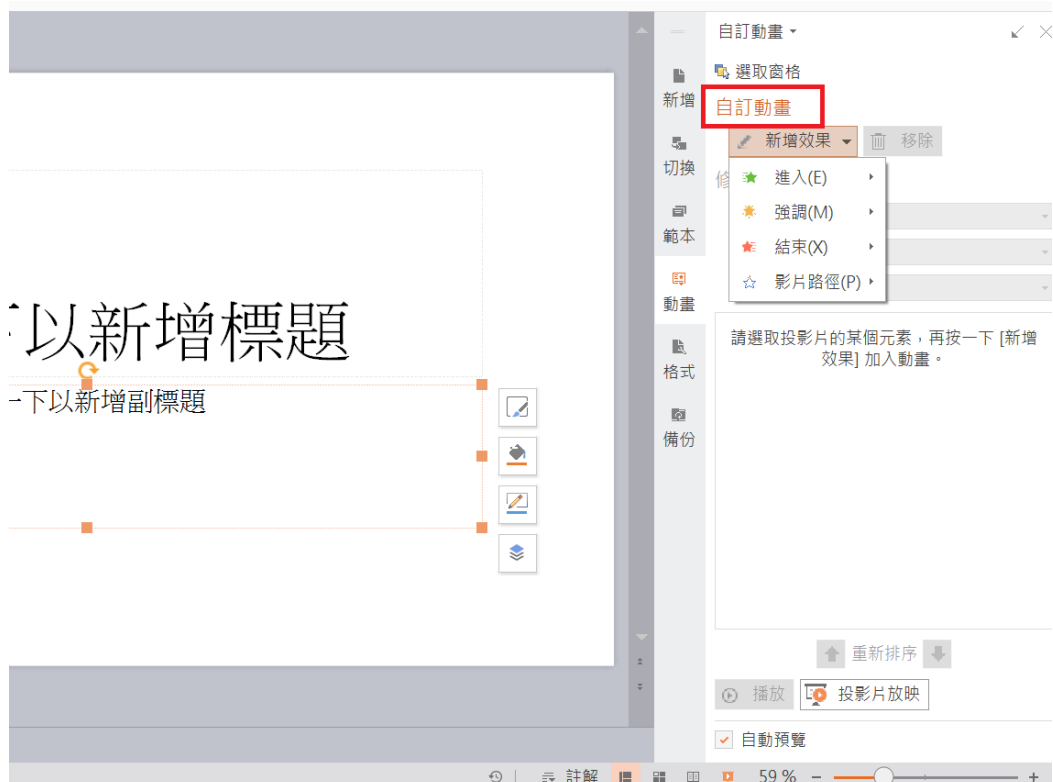 自訂動畫
選取窗格
自訂動畫
新增效果
移除
修
進入(E)
強調(M)
結束(X)
影片路徑(P)
請選取投影片的某個元素，再按一下 [新增
效果] 加入動畫。
重新排序
播放
投影片放映
自動預覽
新增
切換
範本
動畫
格式
備份
下以新增標題
一下以新增副標題
註解
59 %